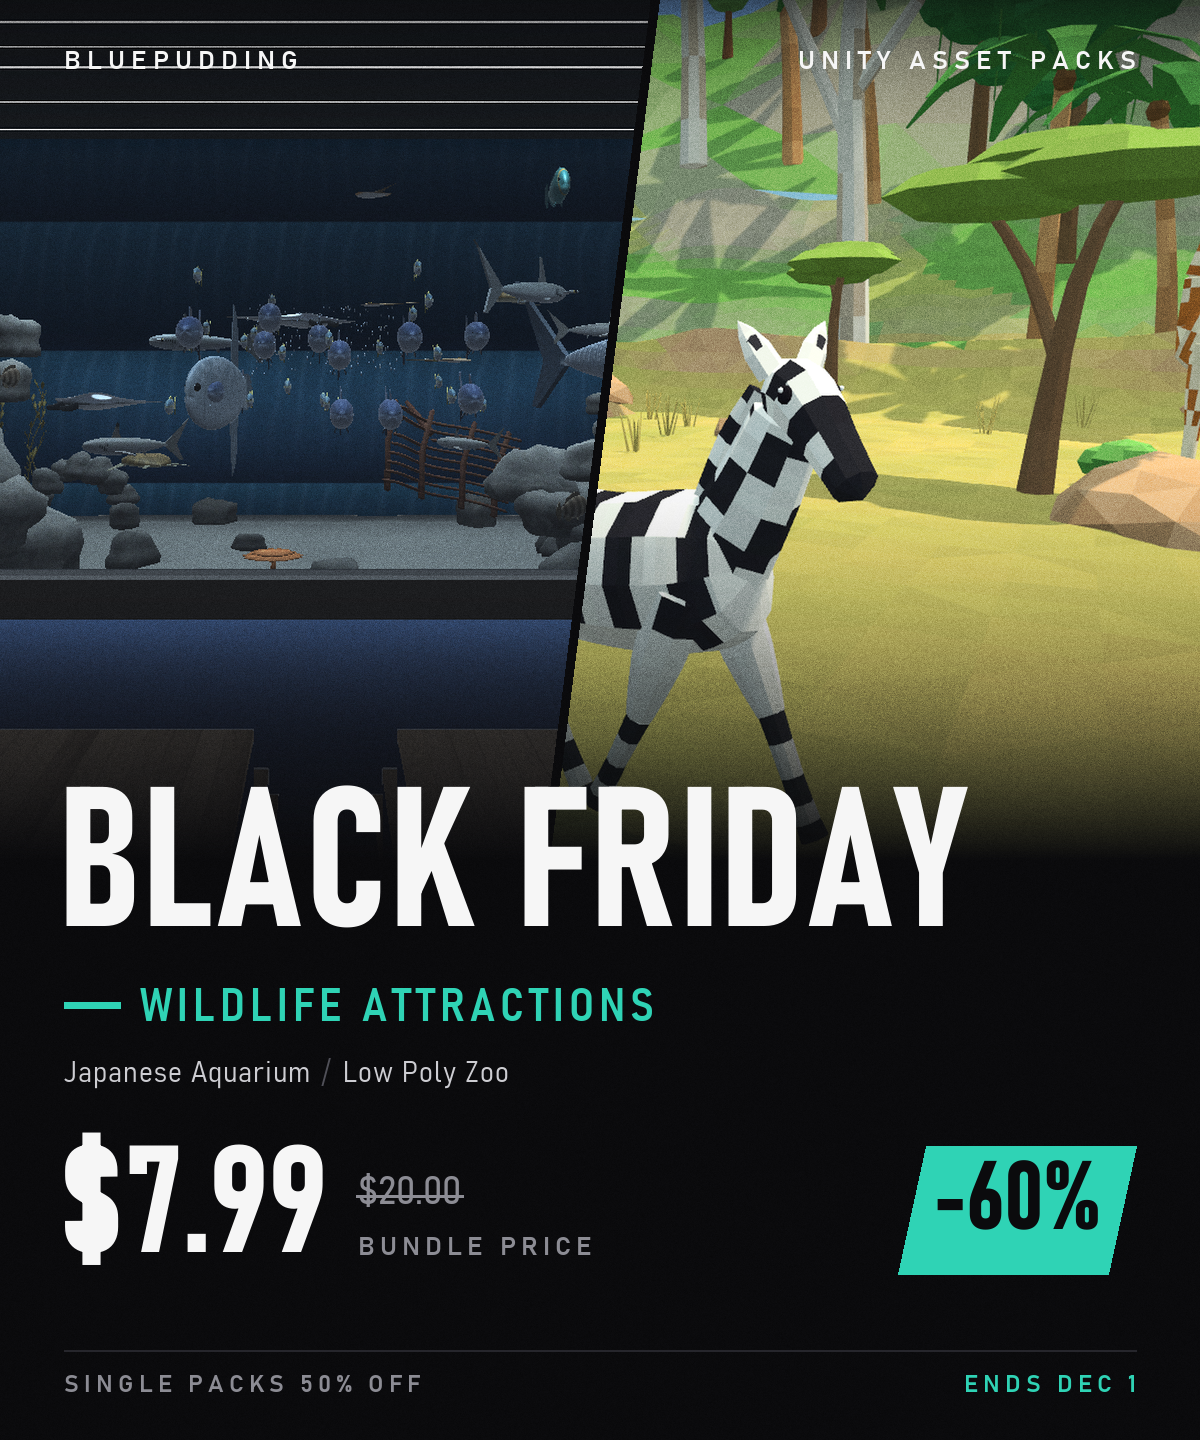 BLUEPUDDING
UNITY ASSET PACKS
BLACK FRIDAY
WILDLIFE ATTRACTIONS
Japanese Aquarium / Low Poly Zoo
$7.99
$20.00
BUNDLE PRICE
-60%
SINGLE PACKS 50% OFF
ENDS DEC 1